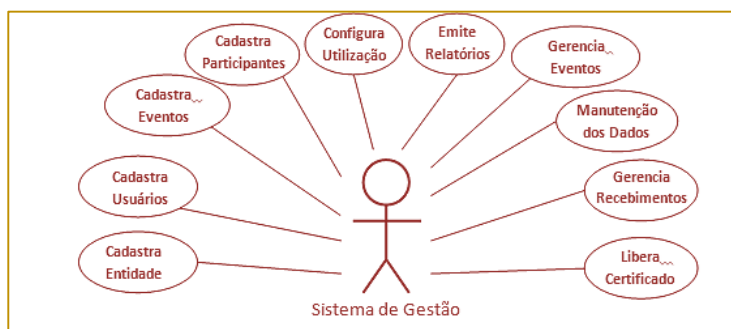 Cadastra
Participantes
Configura
Utilização
Emite
Relatórios
Gerencia
Eventos
Cadastra
Eventos
Manutenção
dos Dados
Cadastra
Usuários
Gerencia
Recebimentos
Cadastra
Entidade
Libera
Certificado
Sistema de Gestão